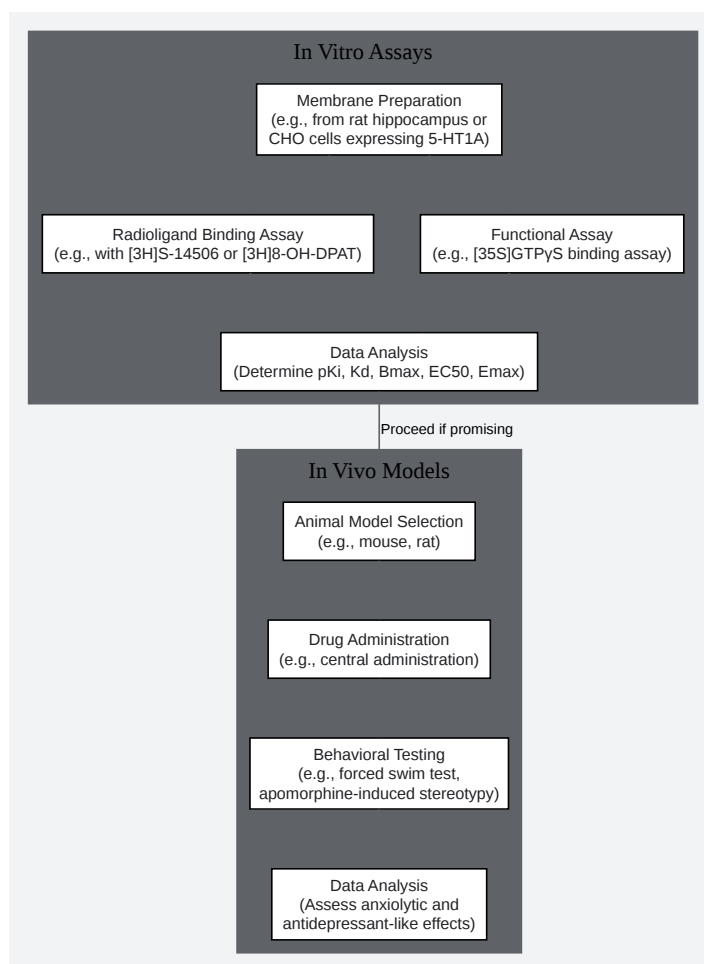 In Vitro Assays
Membrane Preparation
(e.g., from rat hippocampus or
CHO cells expressing 5-HT1A)
Radioligand Binding Assay
(e.g., with [3H]S-14506 or [3H]8-OH-DPAT)
Functional Assay
(e.g., [35S]GTPγS binding assay)
Data Analysis
(Determine pKi, Kd, Bmax, EC50, Emax)
Proceed if promising
In Vivo Models
Animal Model Selection
(e.g., mouse, rat)
Drug Administration
(e.g., central administration)
Behavioral Testing
(e.g., forced swim test,
apomorphine-induced stereotypy)
Data Analysis
(Assess anxiolytic and
antidepressant-like effects)